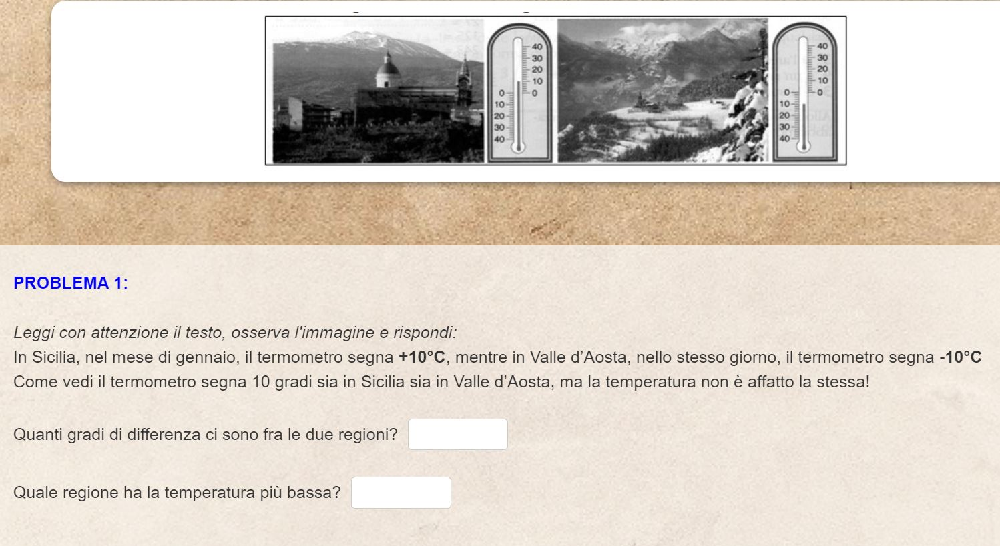 40 40
30 30
20 20
10 10
0 0 0 0
10 10
20 20
30 30
40 40
PROBLEMA 1:
Leggi con attenzione il testo, osserva l'immagine e rispondi:
In Sicilia, nel mese di gennaio, il termometro segna +10°C, mentre in Valle d’Aosta, nello stesso giorno, il termometro segna -10°C
Come vedi il termometro segna 10 gradi sia in Sicilia sia in Valle d’Aosta, ma la temperatura non è affatto la stessa!
Quanti gradi di differenza ci sono fra le due regioni?
Quale regione ha la temperatura più bassa?